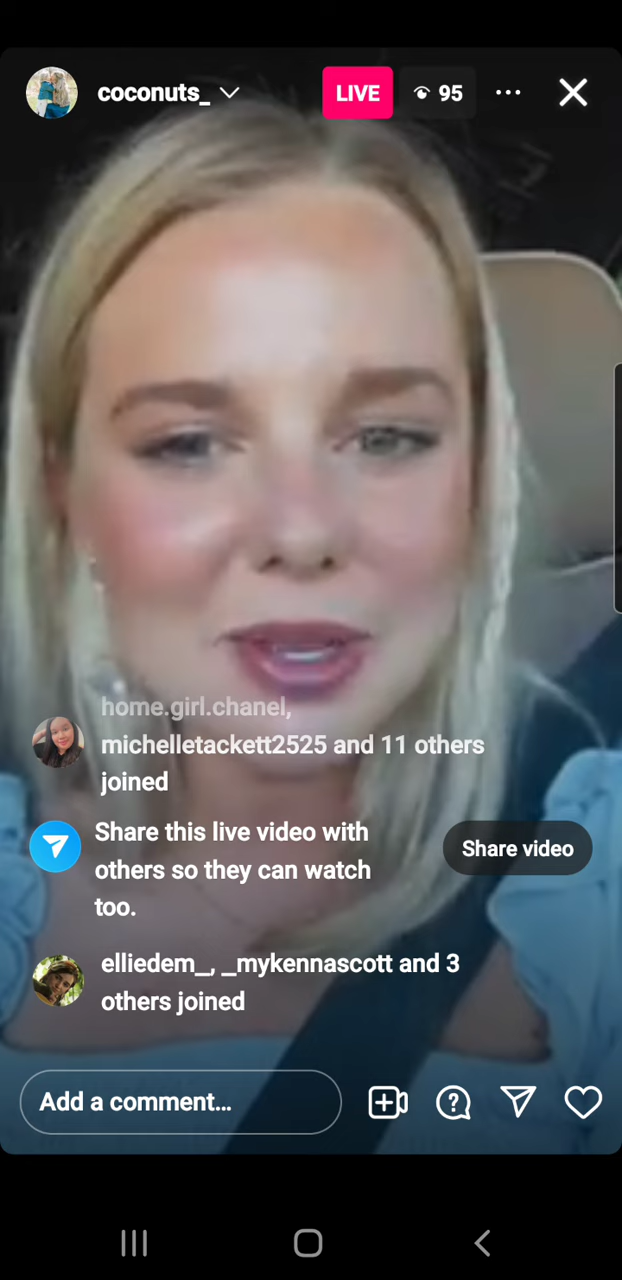 coconuts_
LIVE
95
home.girl.chanel,
michelletackett2525 and 11 others
joined
Share this live video with
others so they can watch
too.
Share video
elliedem__, _mykennascott and 3
others joined
Add a comment...